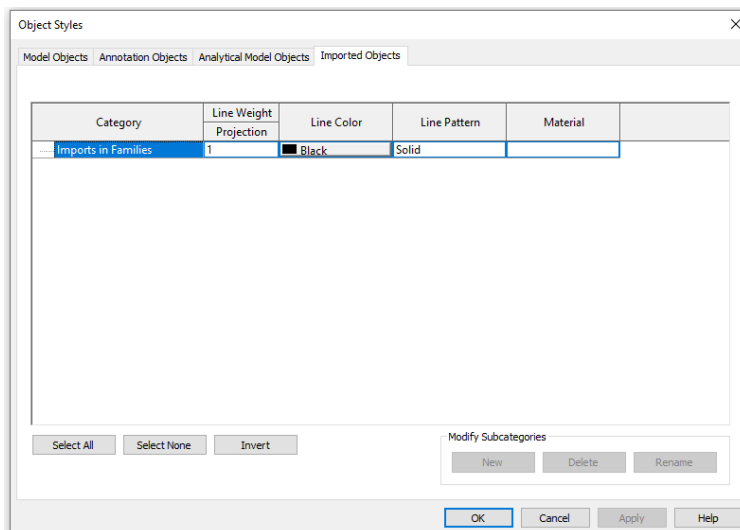 Object Styles
Model Objects Annotation Objects Analytical Model Objects Imported Objects
Category Line Weight Line Color Line Pattern Material
Projection
Imports in Families 1 Black Solid
Select All Select None Invert
Modify Subcategories
New Delete Rename
OK Cancel Apply Help